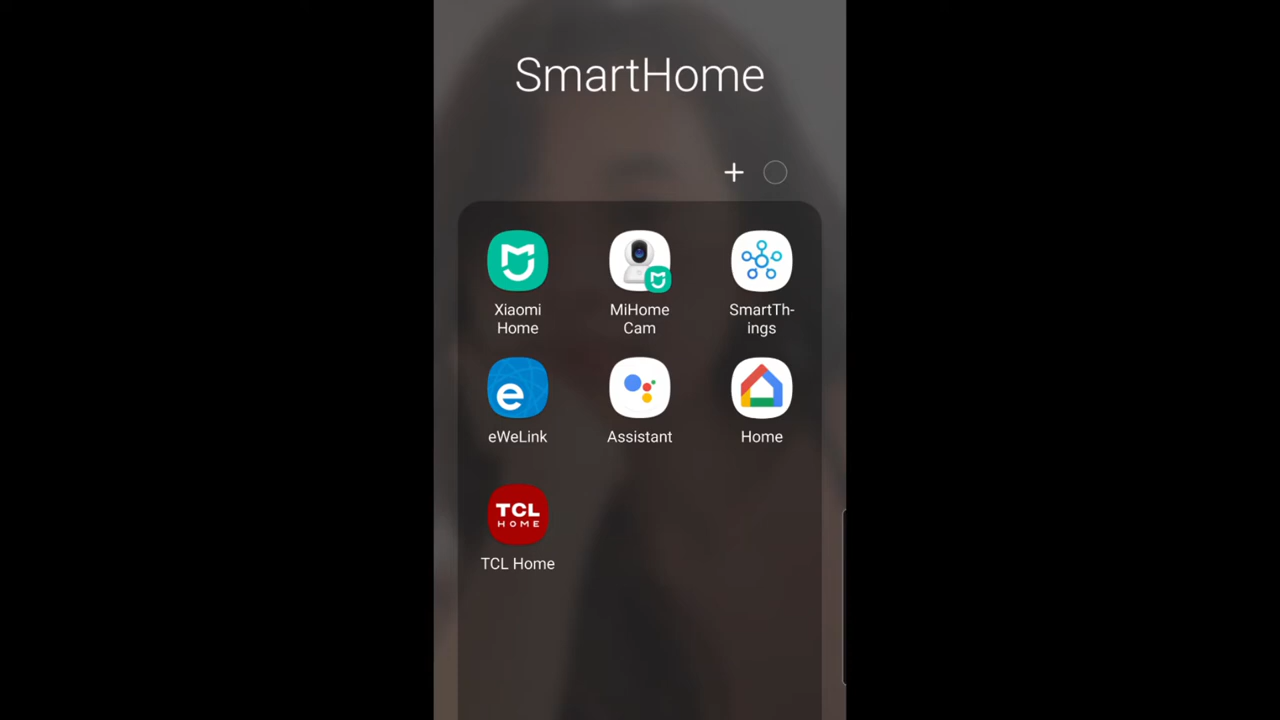 SmartHome
Xiaomi
Home
MiHome
Cam
SmartTh-
ings
e
eWeLink
Assistant
Home
TCL
HOME
TCL Home